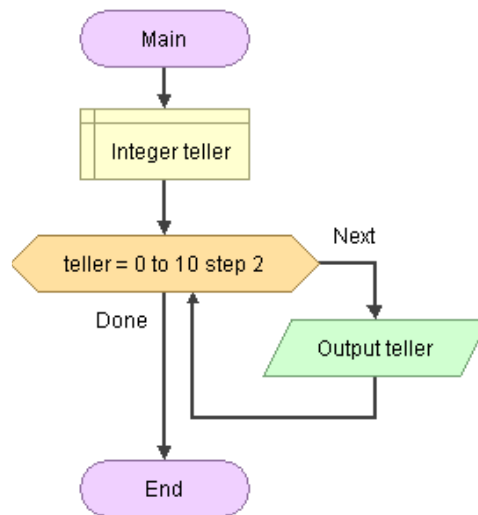 Main
Integer teller
teller = 0 to 10 step 2
Next
Done
Output teller
End